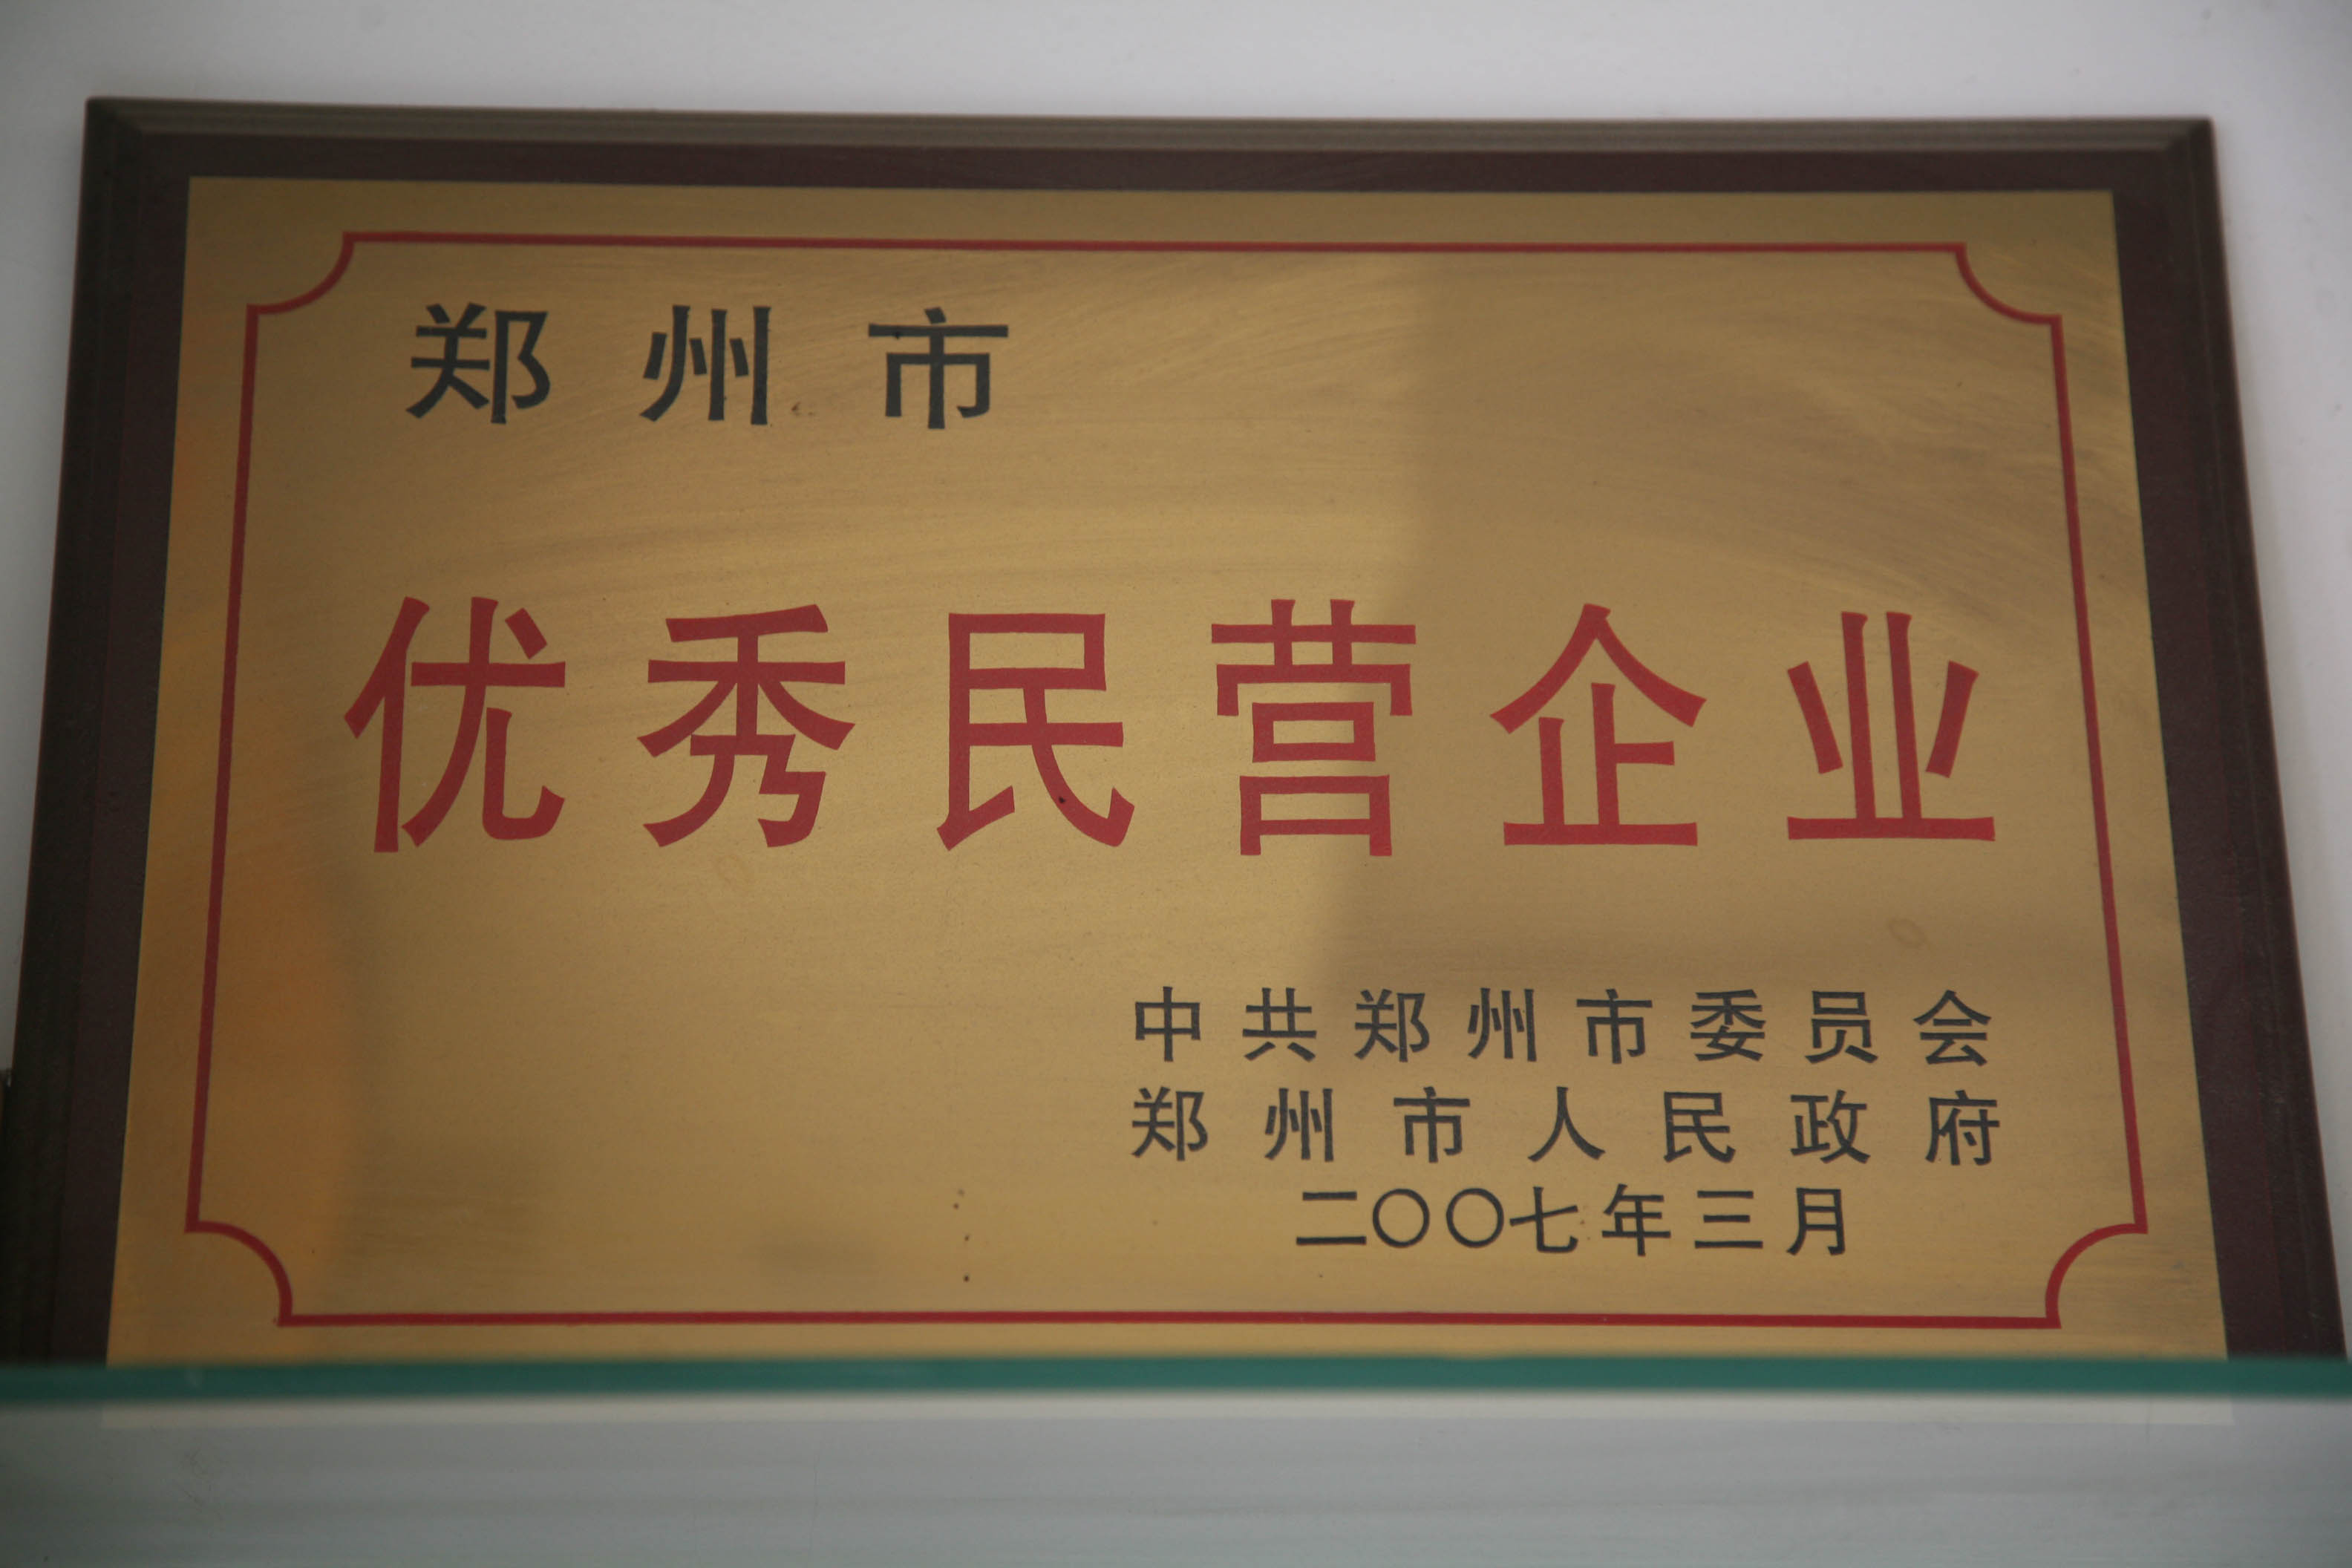 郑州市
优秀民营企业
中共郑州市委员会
郑州市人民政府
二〇〇七年三月